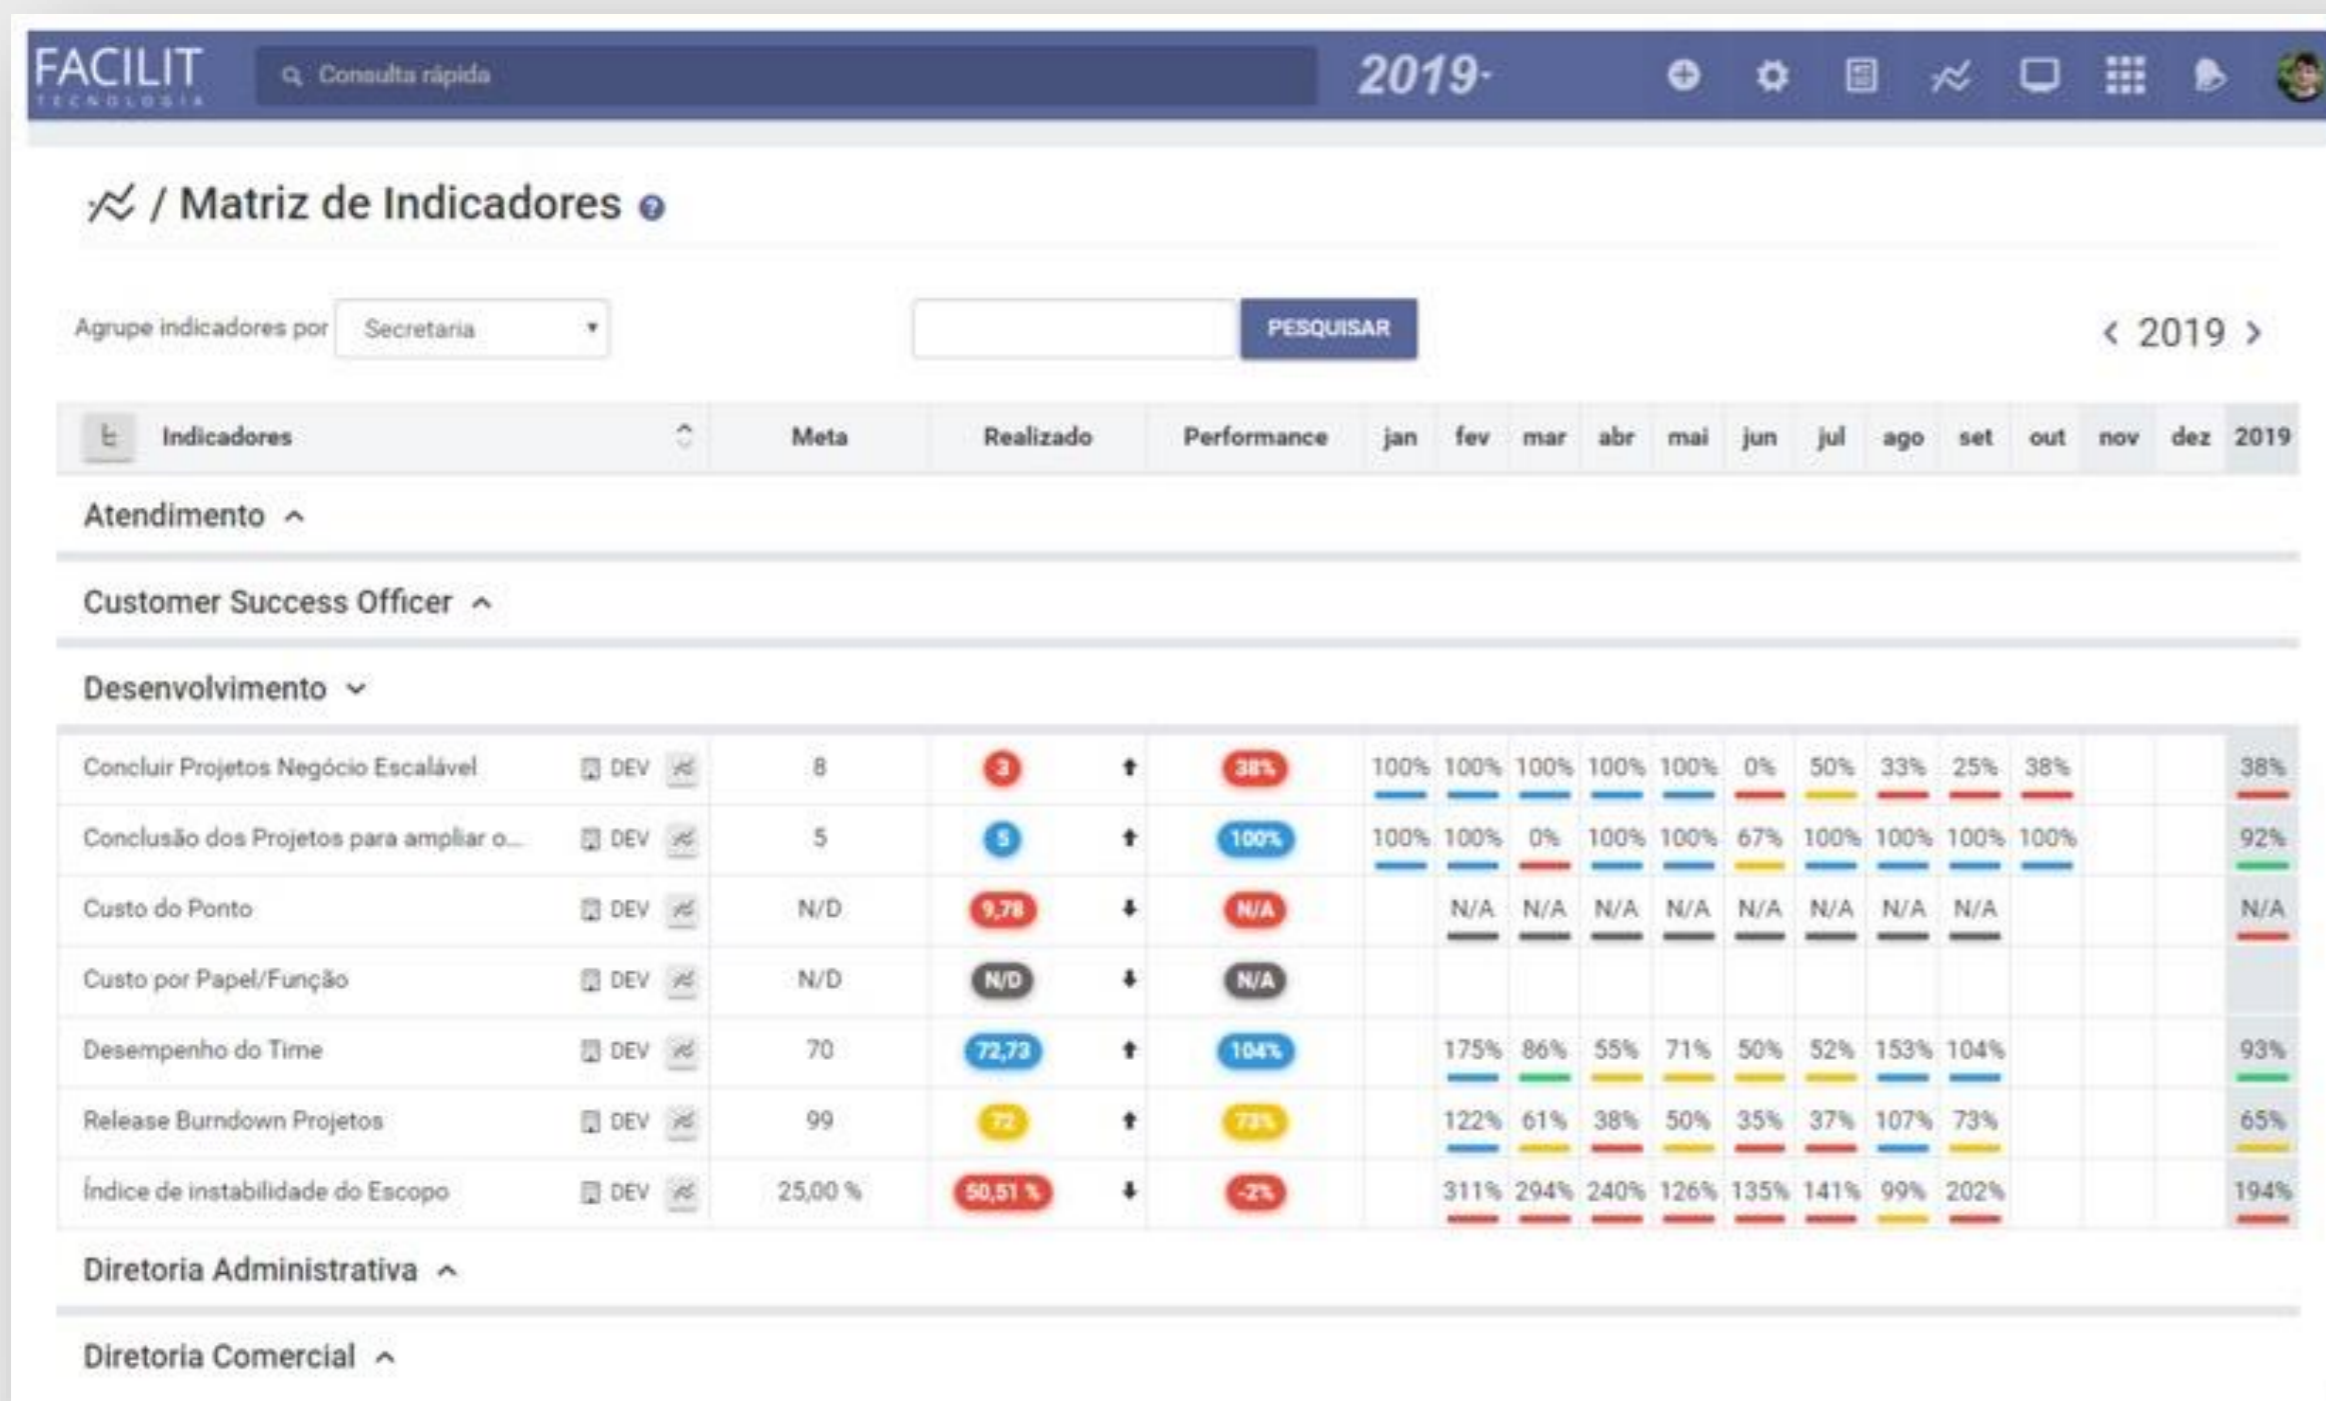 FACILIT
TECNOLOGIA
Consulta rápida
2019
/ Matriz de Indicadores
Agrupe indicadores por Secretaria PESQUISAR < 2019 >
Indicadores Meta Realizado Performance jan fev mar abr mai jun jul ago set out nov dez 2019
Atendimento
Customer Success Officer
Desenvolvimento
Concluir Projetos Negócio Escalável DEV 8 3 38% 100% 100% 100% 100% 100% 0% 50% 33% 25% 38% 38%
Conclusão dos Projetos para ampliar o... DEV 5 5 100% 100% 100% 0% 100% 100% 67% 100% 100% 100% 100% 92%
Custo do Ponto DEV N/D 9,78 N/A N/A N/A N/A N/A N/A N/A N/A N/A N/A
Custo por Papel/Função DEV N/D N/D N/A
Desempenho do Time DEV 70 72,73 104% 175% 86% 55% 71% 50% 52% 153% 104% 93%
Release Burndown Projetos DEV 99 72 73% 122% 61% 38% 50% 35% 37% 107% 73% 65%
Índice de instabilidade do Escopo DEV 25,00 % 50,51 % -2% 311% 294% 240% 126% 135% 141% 99% 202% 194%
Diretoria Administrativa
Diretoria Comercial